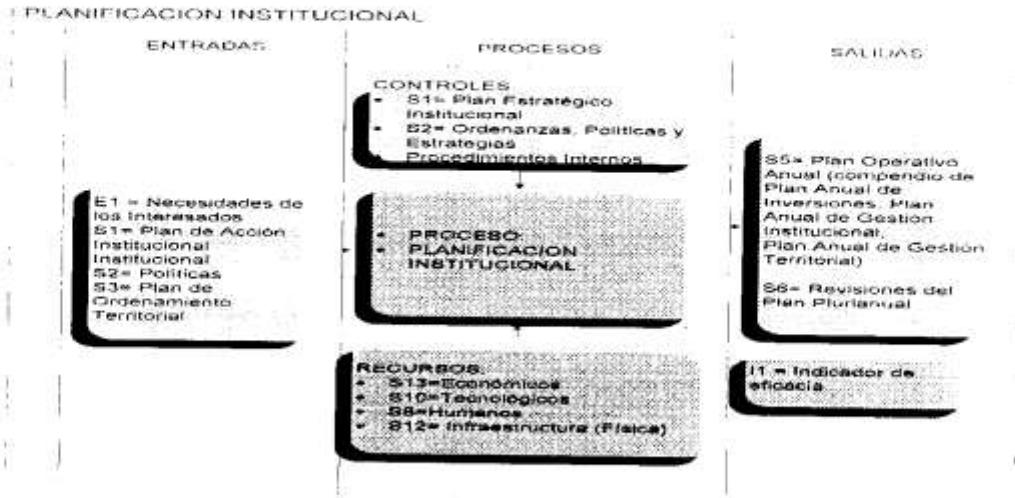 PLANIFICACION INSTITUCIONAL
ENTRADAS
PROCESOS
SALIDAS
CONTROLES
• S1= Plan Estratégico
Institucional
• S2= Ordenanzas, Políticas y
Estrategias
• Procedimientos Internos
E1 = Necesidades de
los Interesados
S1= Plan de Acción
Institucional
Institucional
S2= Políticas
S3= Plan de
Ordenamiento
Territorial
• PROCESO:
• PLANIFICACION
INSTITUCIONAL
S5= Plan Operativo
Anual (compendio de
Plan Anual de
Inversiones, Plan
Anual de Gestión
Institucional,
Plan Anual de Gestión
Territorial)
S6= Revisiones del
Plan Plurianual
RECURSOS:
• S13=Económicos
• S10=Tecnológicos
• S8=Humanos
• S12= Infraestructura (Física)
I1 = Indicador de
eficacia